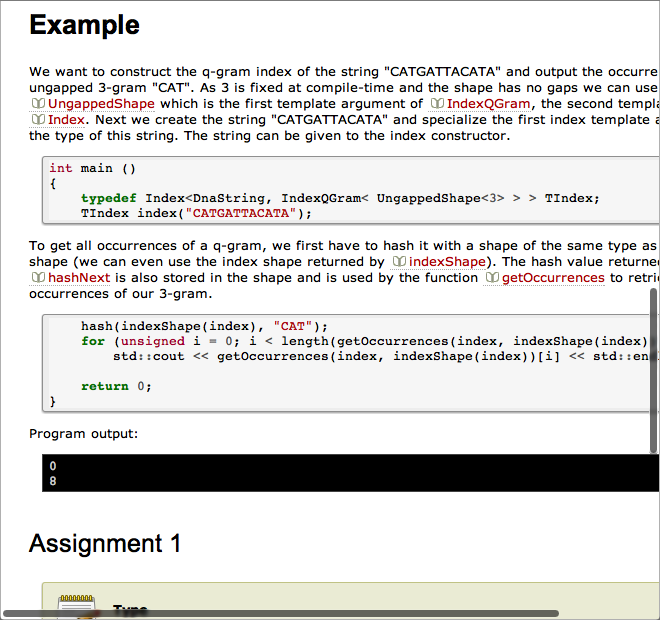 Example
We want to construct the q-gram index of the string "CATGATTACATA" and output the occurre
ungapped 3-gram "CAT". As 3 is fixed at compile-time and the shape has no gaps we can use
UngappedShape which is the first template argument of IndexQGram, the second templa
Index. Next we create the string "CATGATTACATA" and specialize the first index template a
the type of this string. The string can be given to the index constructor.
int main ()
{
    typedef Index<DnaString, IndexQGram< UngappedShape<3> > > TIndex;
    TIndex index("CATGATTACATA");
To get all occurrences of a q-gram, we first have to hash it with a shape of the same type as
shape (we can even use the index shape returned by indexShape). The hash value returne
hashNext is also stored in the shape and is used by the function getOccurrences to retri
occurrences of our 3-gram.
    hash(indexShape(index), "CAT");
    for (unsigned i = 0; i < length(getOccurrences(index, indexShape(index)
        std::cout << getOccurrences(index, indexShape(index))[i] << std::en
    return 0;
}
Program output:
0
8
Assignment 1
Type